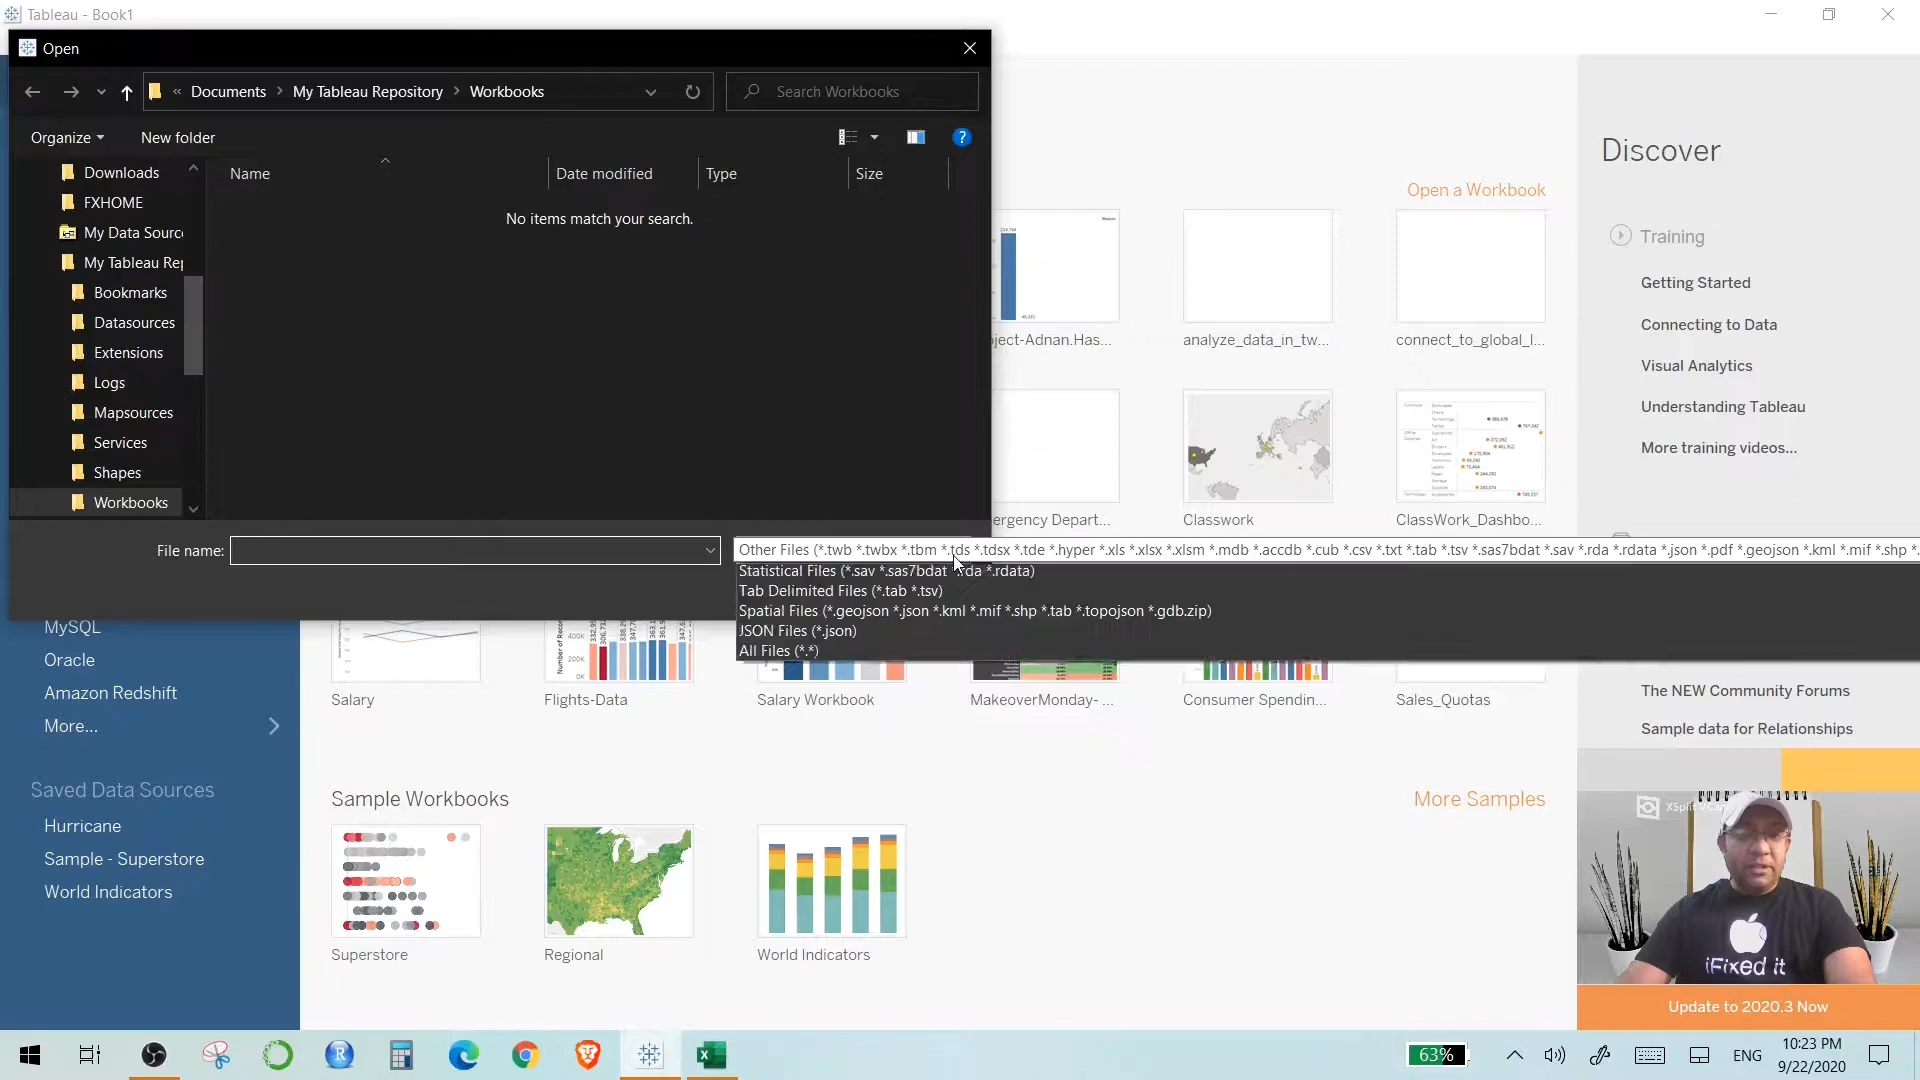 Tableau - Book1
Open
« Documents > My Tableau Repository > Workbooks
Search Workbooks
Organize
New folder
Name
Date modified
Type
Size
No items match your search.
Downloads
FXHOME
My Data Sourc
My Tableau Rep
Bookmarks
Datasources
Extensions
Logs
Mapsources
Services
Shapes
Workbooks
File name:
Other Files (*.twb *.twbx *.tbm *.tds *.tdsx *.tde *.hyper *.xls *.xlsx *.xlsm *.mdb *.accdb *.cub *.csv *.txt *.tab *.tsv *.sas7bdat *.sav *.rda *.rdata *.json *.pdf *.geojson *.kml *.mif *.shp *.
Statistical Files (*.sav *.sas7bdat *.rda *.rdata)
Tab Delimited Files (*.tab *.tsv)
Spatial Files (*.geojson *.json *.kml *.mif *.shp *.tab *.topojson *.gdb.zip)
JSON Files (*.json)
All Files (*.*)
Open a Workbook
oject-Adnan.Has...
analyze_data_in_tw...
connect_to_global_l...
ergency Depart...
Classwork
ClassWork_Dashbo...
Salary
Flights-Data
Salary Workbook
MakeoverMonday- ...
Consumer Spendin...
Sales_Quotas
MySQL
Oracle
Amazon Redshift
More...
Saved Data Sources
Hurricane
Sample - Superstore
World Indicators
Sample Workbooks
More Samples
Superstore
Regional
World Indicators
Discover
Training
Getting Started
Connecting to Data
Visual Analytics
Understanding Tableau
More training videos...
The NEW Community Forums
Sample data for Relationships
iFixed it
Update to 2020.3 Now
63%
ENG
10:23 PM
9/22/2020